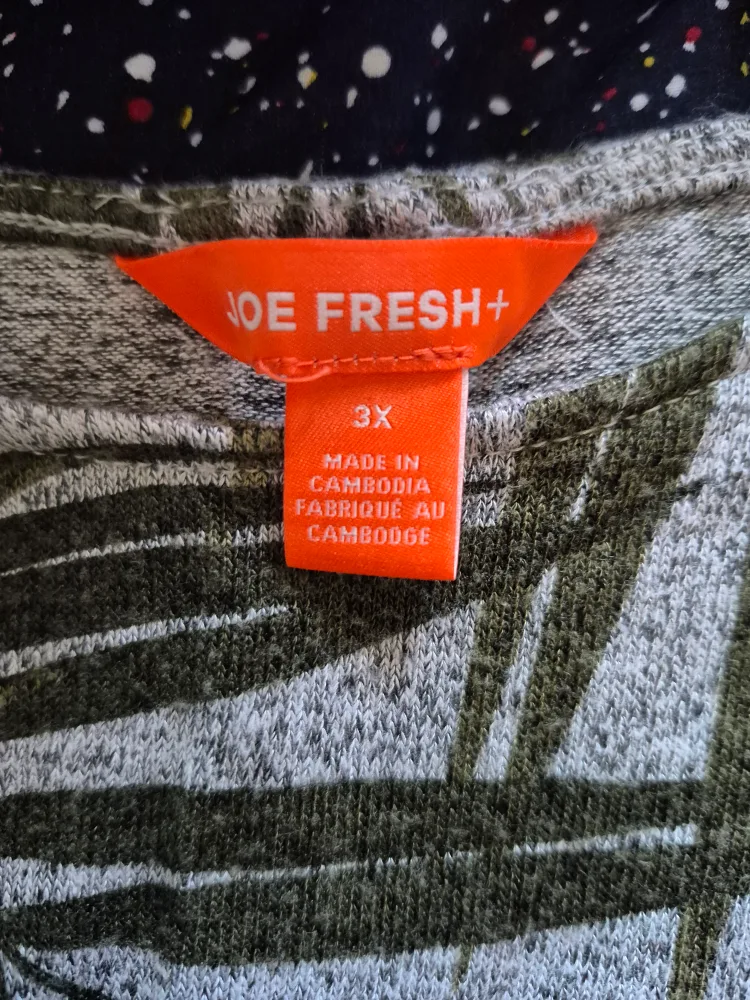 JOE FRESH+
3X
MADE IN
CAMBODIA
FABRIQUÉ AU
CAMBODGE